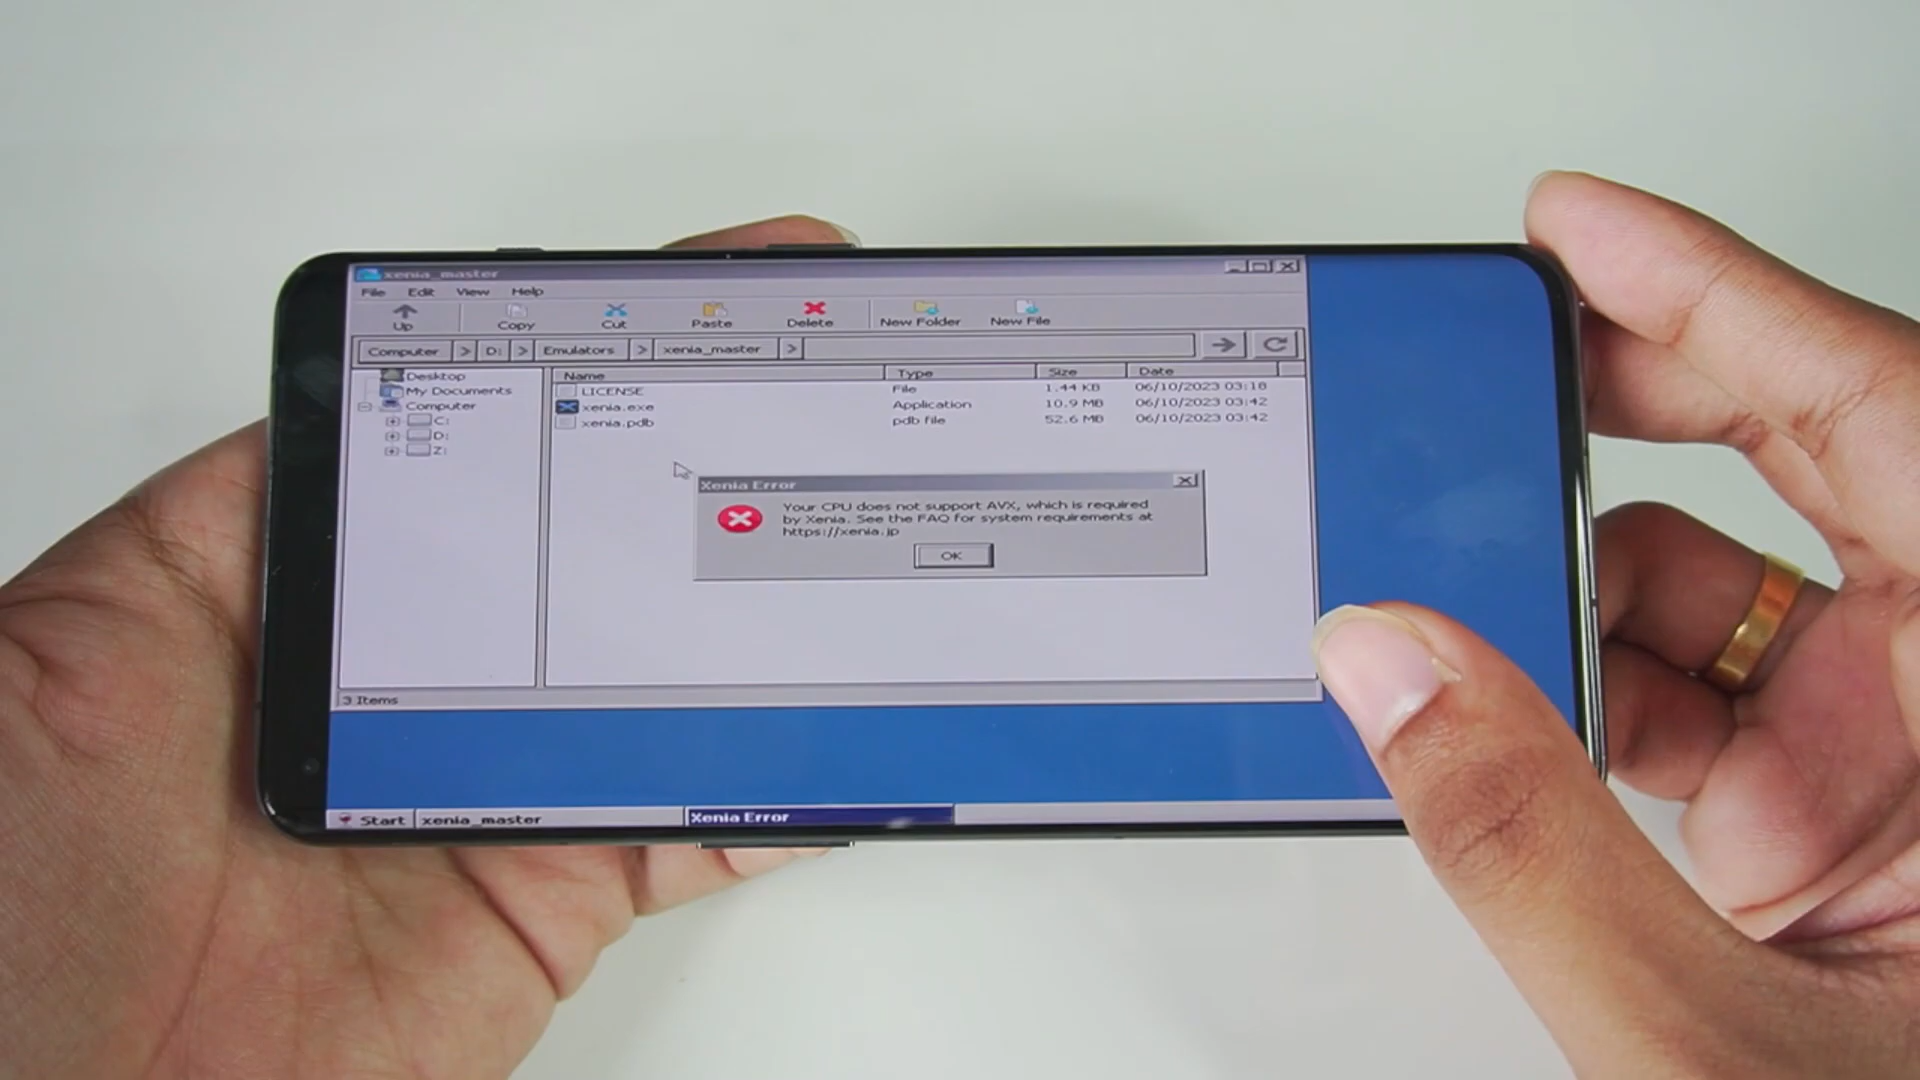 xenia_master
File Edit View Help
Up Copy Cut Paste Delete New Folder New File
Computer > D: > Emulators > xenia_master >
Desktop
My Documents
Computer
C:
D:
Z:
Name Type Size Date
LICENSE File 1.44 KB 06/10/2023 03:18
xenia.exe Application 10.9 MB 06/10/2023 03:42
xenia.pdb pdb file 52.6 MB 06/10/2023 03:42
Xenia Error
Your CPU does not support AVX, which is required
by Xenia. See the FAQ for system requirements at
https://xenia.jp
OK
3 Items
Start xenia_master Xenia Error